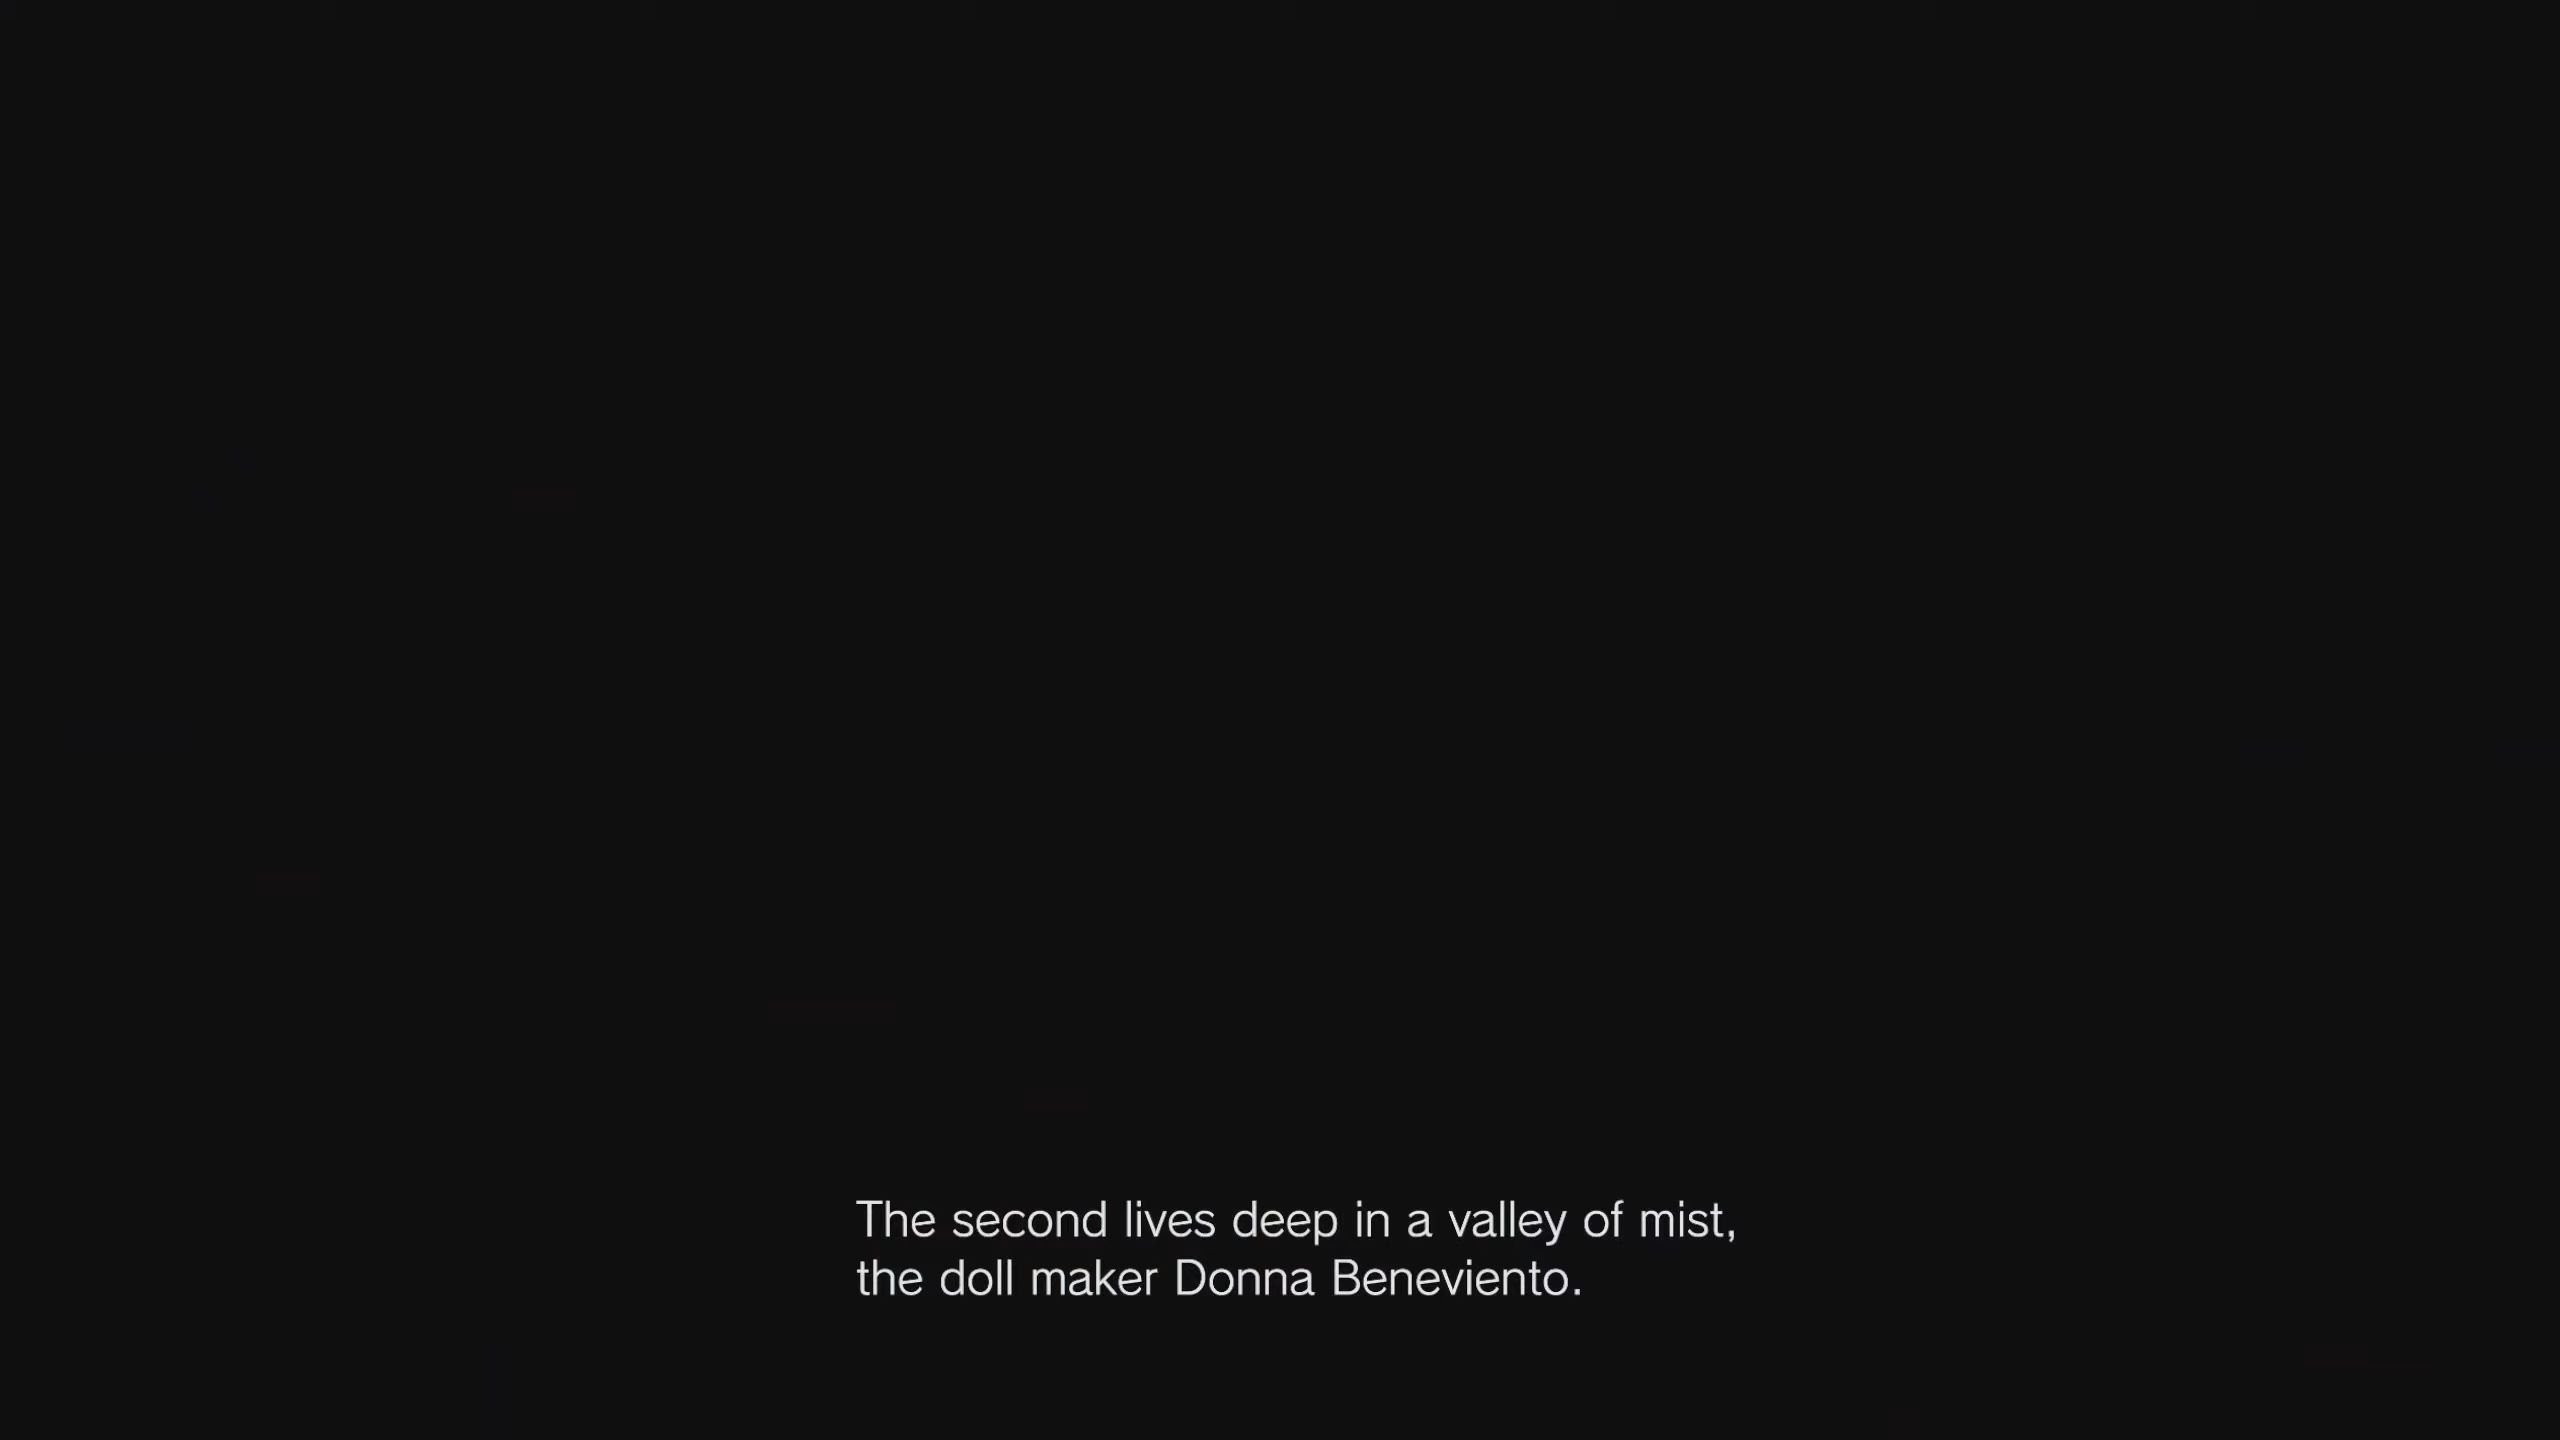 The second lives deep in a valley of mist,
the doll maker Donna Beneviento.